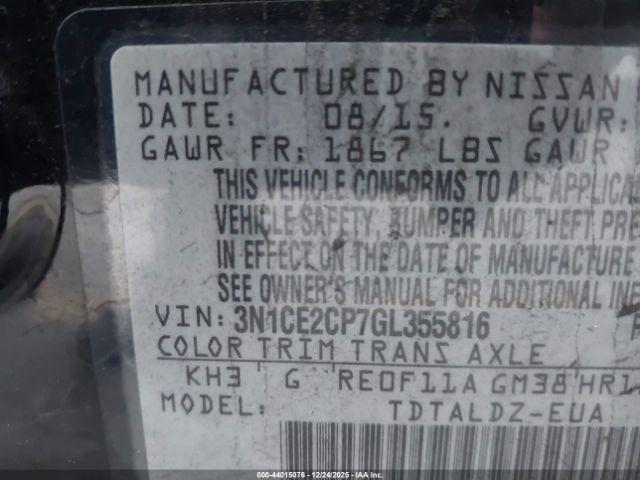 MANUFACTURED BY NISSAN
DATE: 08/15. GVWR:
GAWR FR: 1867 LBS GAWR
THIS VEHICLE CONFORMS TO ALL APPLICA
VEHICLE SAFETY, BUMPER AND THEFT PRE
IN EFFECT ON THE DATE OF MANUFACTURE
SEE OWNER'S MANUAL FOR ADDITIONAL IN
VIN: 3N1CE2CP7GL355816
COLOR TRIM TRANS AXLE
KH3 G RE0F11A GM38 HR1
MODEL: TDTALDZ-EUA
000-44015076 - 12/24/2025 - IAA Inc.